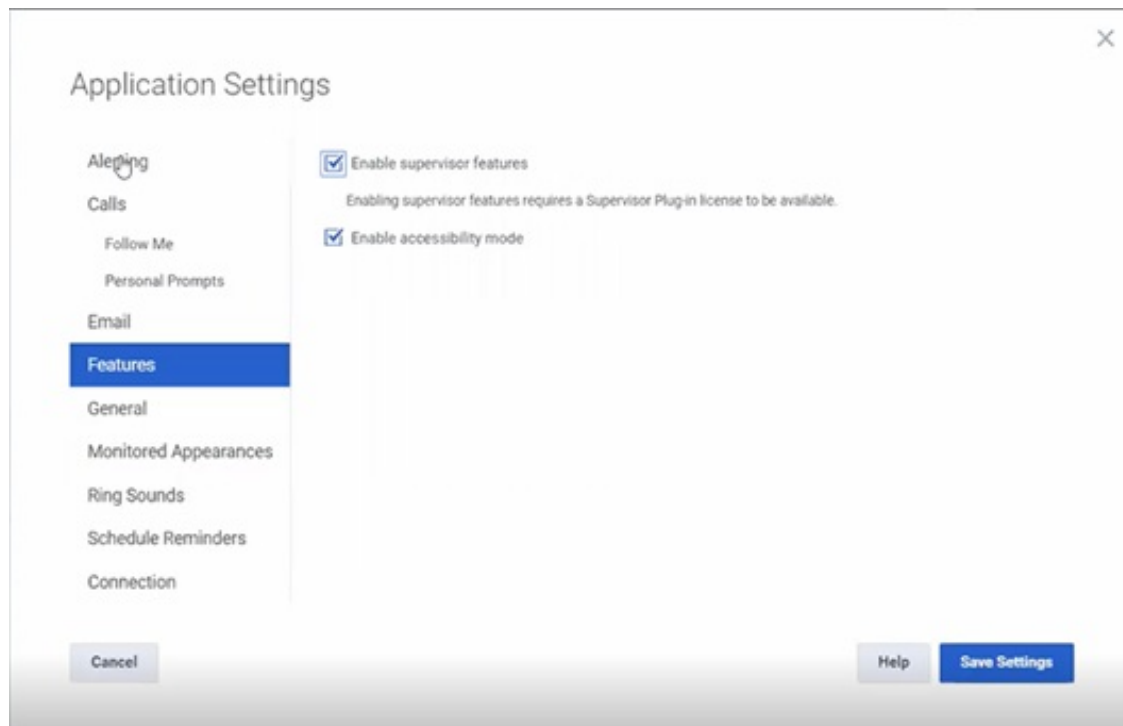 Application Settings
Alerting
Calls
Follow Me
Personal Prompts
Email
Features
General
Monitored Appearances
Ring Sounds
Schedule Reminders
Connection
Enable supervisor features
Enabling supervisor features requires a Supervisor Plug-in license to be available.
Enable accessibility mode
Cancel
Help
Save Settings